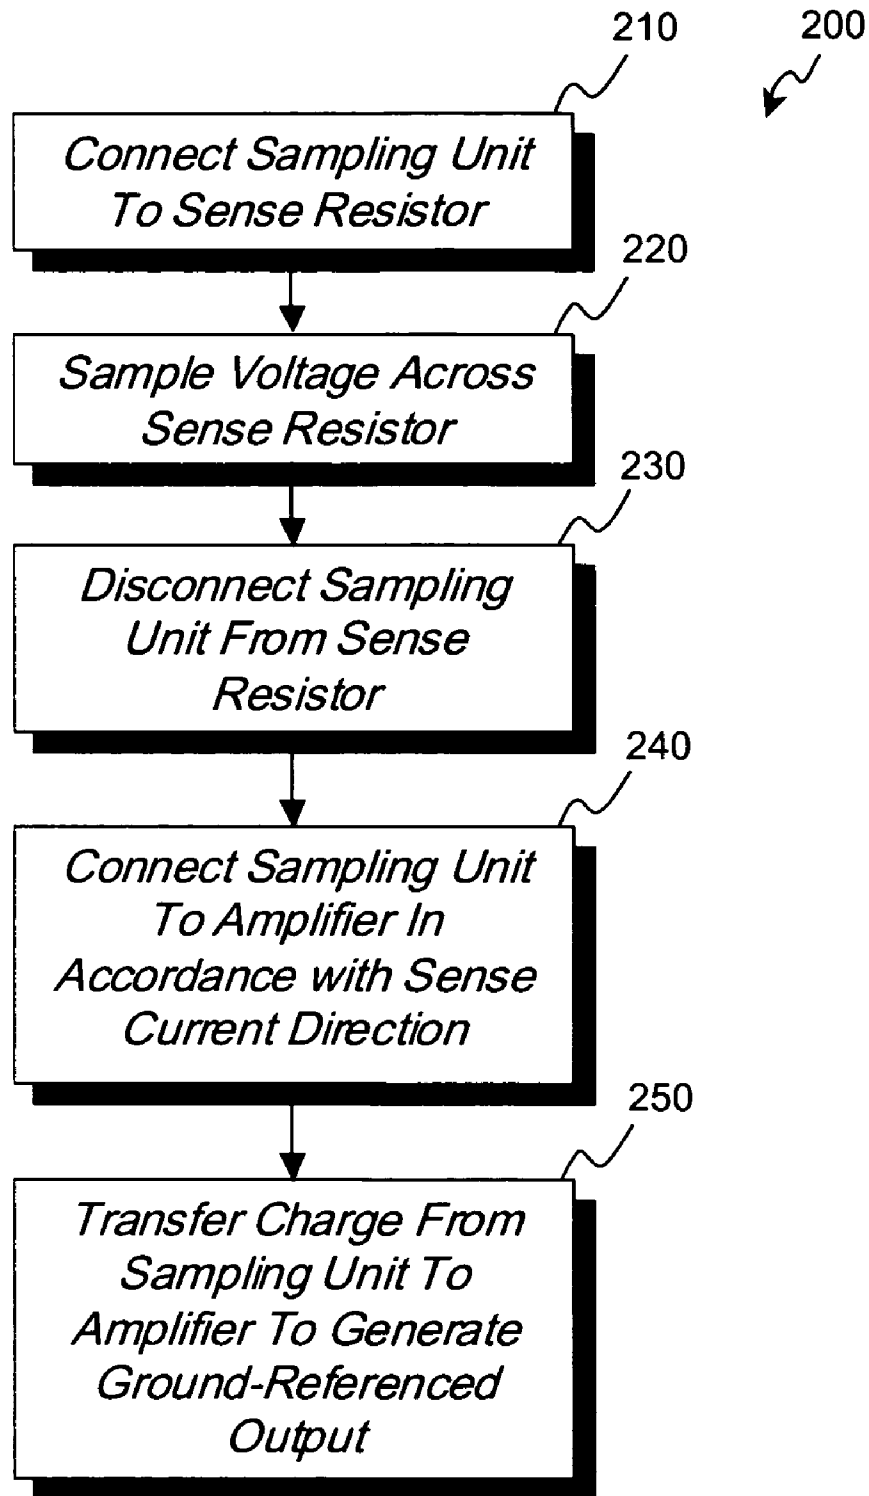 210
200
Connect Sampling Unit
To Sense Resistor
220
Sample Voltage Across
Sense Resistor
230
Disconnect Sampling
Unit From Sense
Resistor
240
Connect Sampling Unit
To Amplifier In
Accordance with Sense
Current Direction
250
Transfer Charge From
Sampling Unit To
Amplifier To Generate
Ground-Referenced
Output